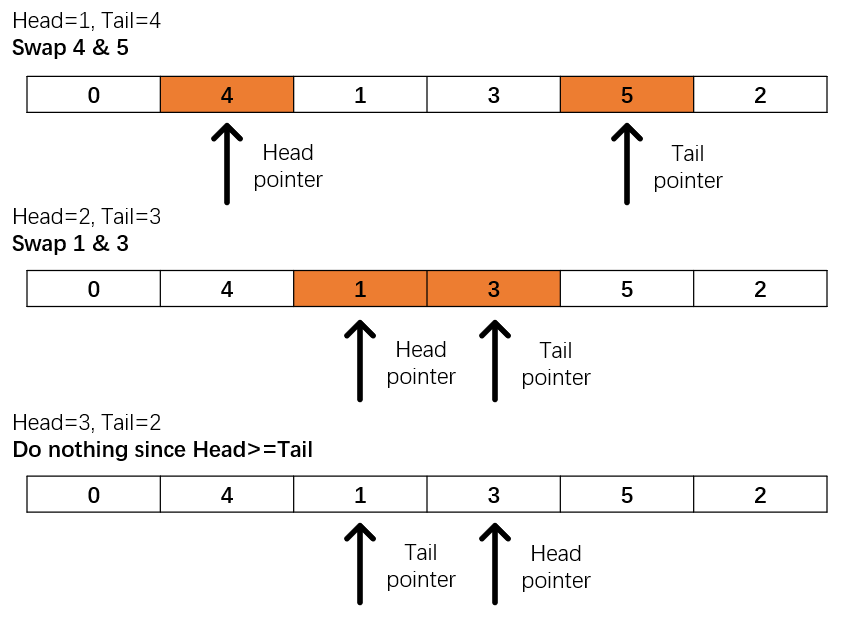 Head=1, Tail=4
Swap 4 & 5
0 4 1 3 5 2
Head
pointer
Tail
pointer
Head=2, Tail=3
Swap 1 & 3
0 4 1 3 5 2
Head
pointer
Tail
pointer
Head=3, Tail=2
Do nothing since Head>=Tail
0 4 1 3 5 2
Tail
pointer
Head
pointer